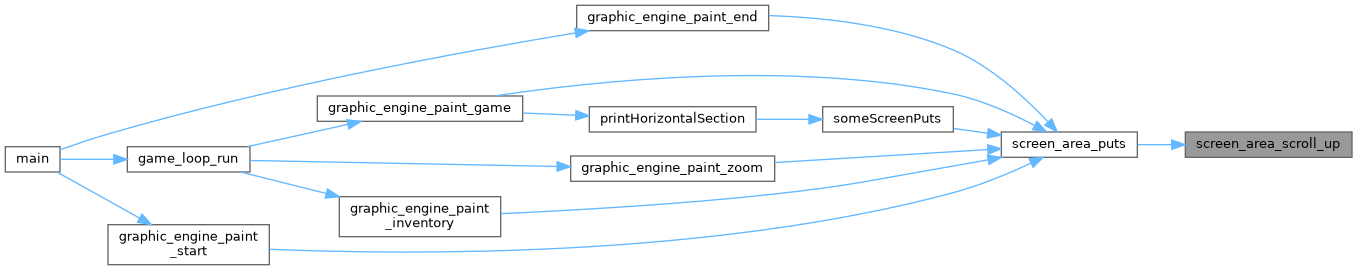 graphic_engine_paint_end
graphic_engine_paint_game
printHorizontalSection
someScreenPuts
main
game_loop_run
screen_area_puts
screen_area_scroll_up
graphic_engine_paint_zoom
graphic_engine_paint
_inventory
graphic_engine_paint
_start